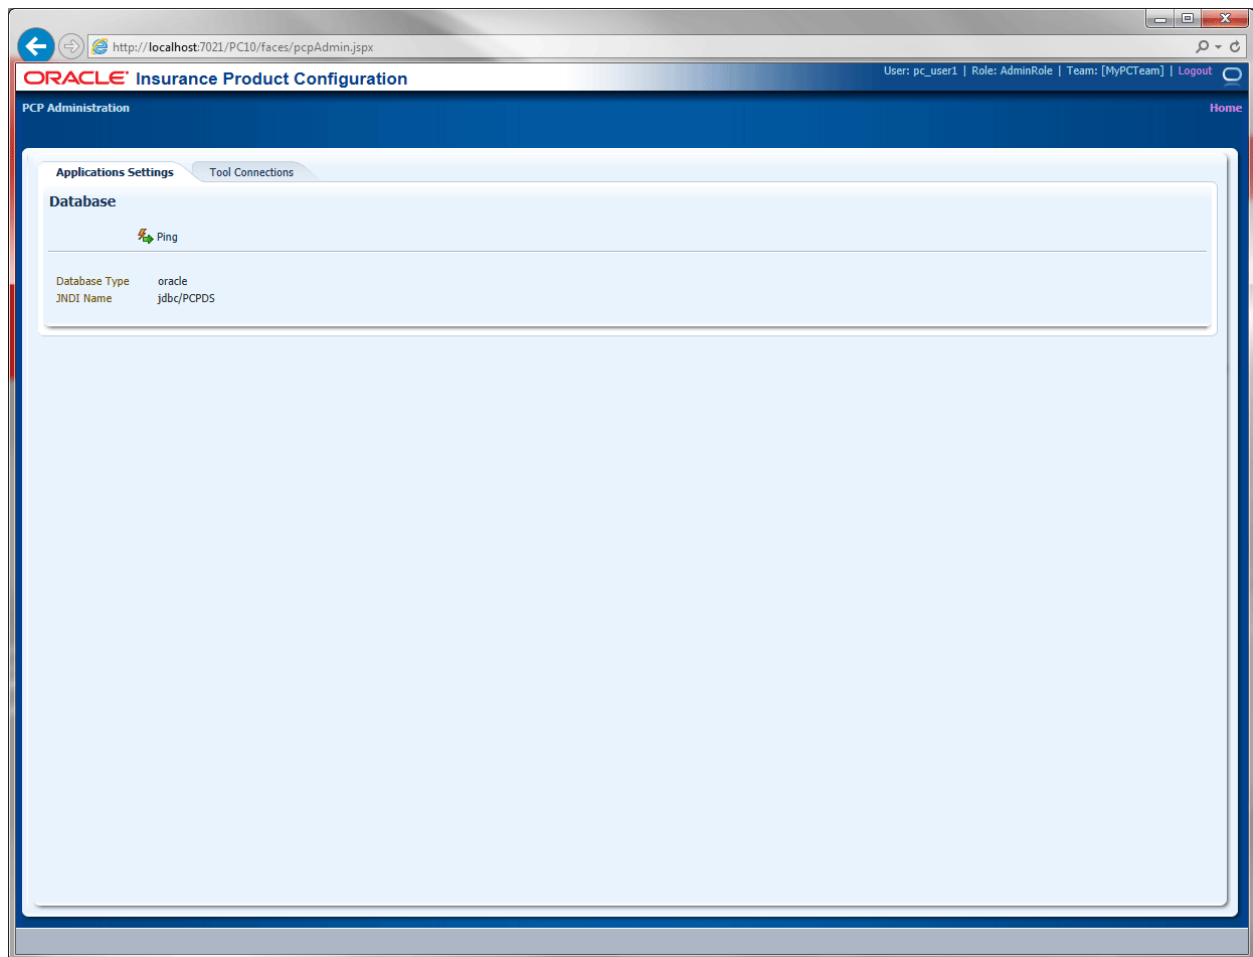 http://localhost:7021/PC10/faces/pcpAdmin.jspx
ORACLE Insurance Product Configuration
User: pc_user1 | Role: AdminRole | Team: [MyPCTeam] | Logout
PCP Administration
Home
Applications Settings
Tool Connections
Database
Ping
Database Type oracle
JNDI Name jdbc/PCPDS